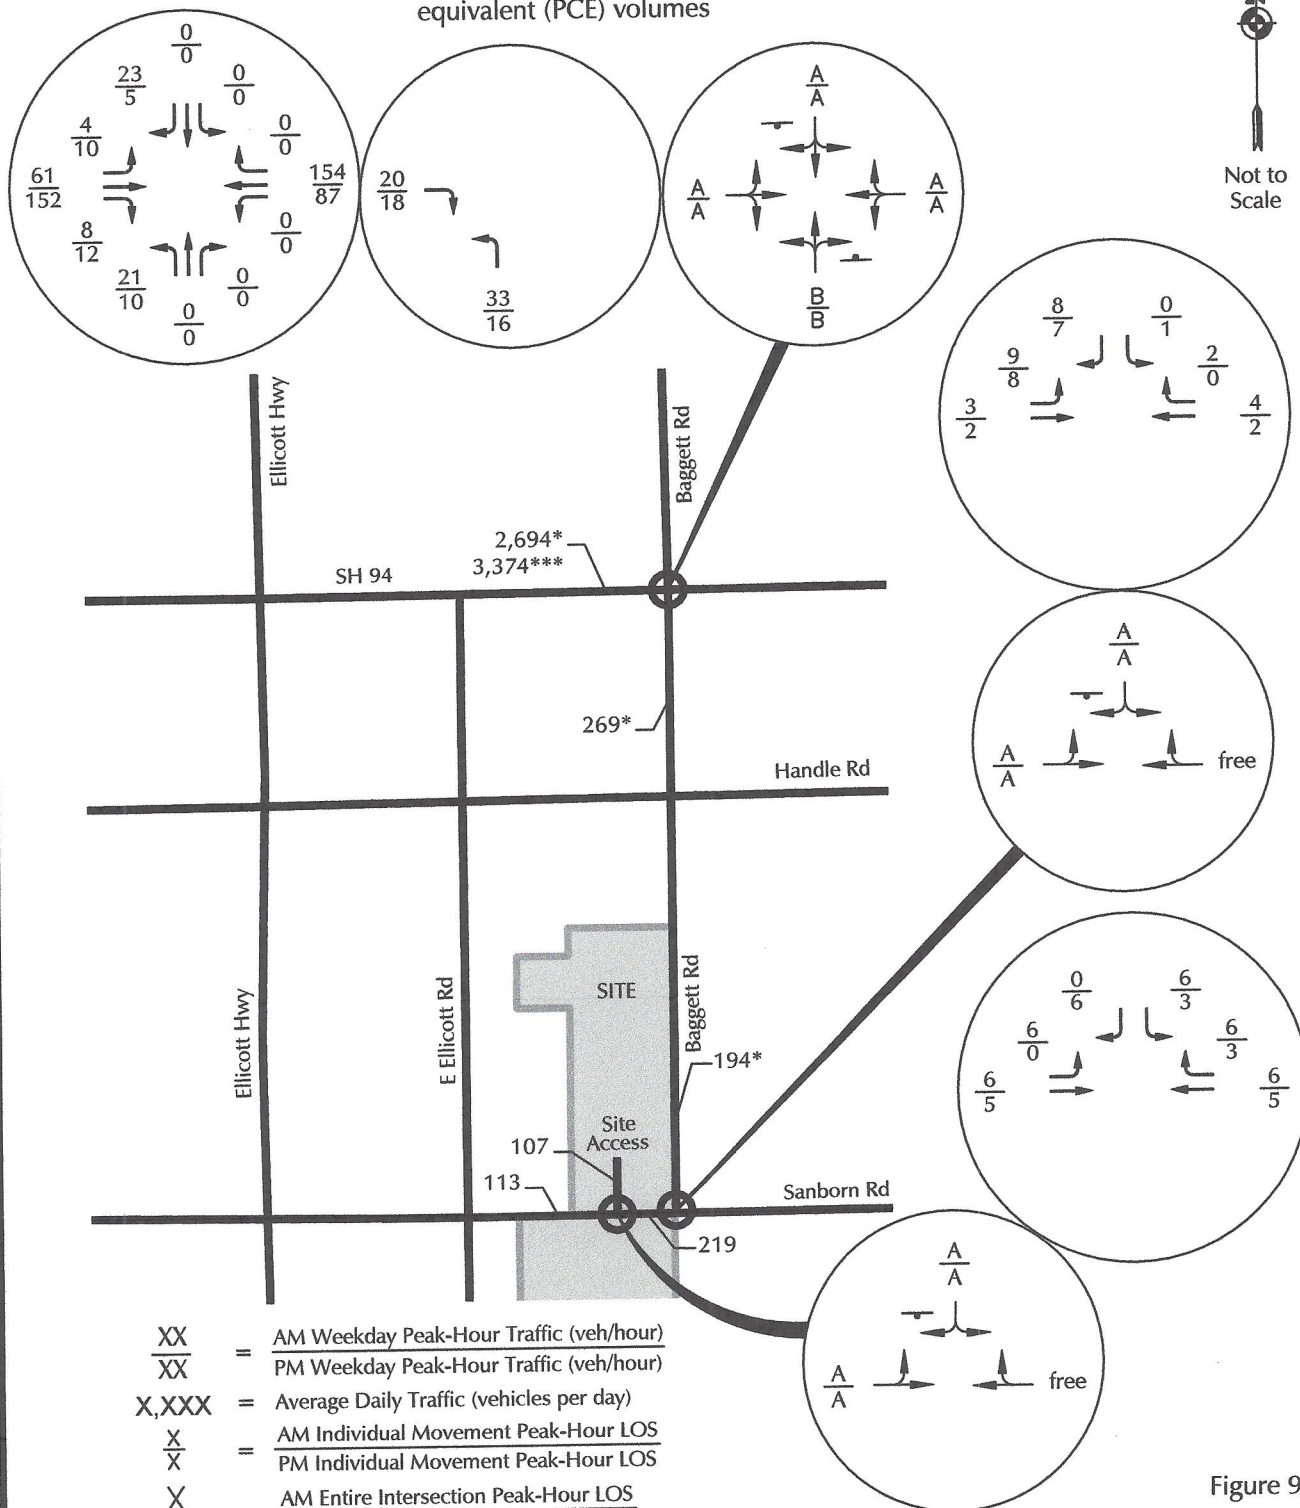 equivalent (PCE) volumes
N
Not to
Scale
0
0
23
5
0
0
4
10
0
0
61
152
154
87
8
12
0
0
21
10
0
0
0
0
20
18
33
16
A
A
A
A
A
A
B
B
8
7
0
1
9
8
2
0
3
2
4
2
Ellicott Hwy
Baggett Rd
2,694*
3,374***
SH 94
269*
Handle Rd
A
A
A
A
free
SITE
Ellicott Hwy
E Ellicott Rd
Baggett Rd
194*
0
6
6
3
6
0
6
3
6
5
6
5
Site
Access
107
113
Sanborn Rd
219
A
A
A
A
free
XX
XX
= AM Weekday Peak-Hour Traffic (veh/hour)
PM Weekday Peak-Hour Traffic (veh/hour)
X,XXX = Average Daily Traffic (vehicles per day)
X
X
= AM Individual Movement Peak-Hour LOS
PM Individual Movement Peak-Hour LOS
X AM Entire Intersection Peak-Hour LOS
Figure 9